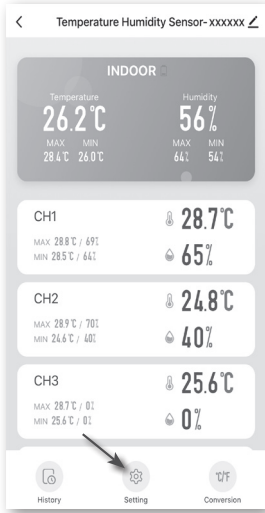 Temperature Humidity Sensor- xxxxxx
INDOOR
Temperature Humidity
26.2℃ 56%
MAX MIN MAX MIN
28.4℃ 26.0℃ 64% 54%
CH1 28.7℃
MAX 28.8℃ / 69%
MIN 28.5℃ / 64% 65%
CH2 24.8℃
MAX 28.9℃ / 70%
MIN 24.6℃ / 40% 40%
CH3 25.6℃
MAX 28.7℃ / 0%
MIN 25.6℃ / 0% 0%
℃/℉
History Setting Conversion